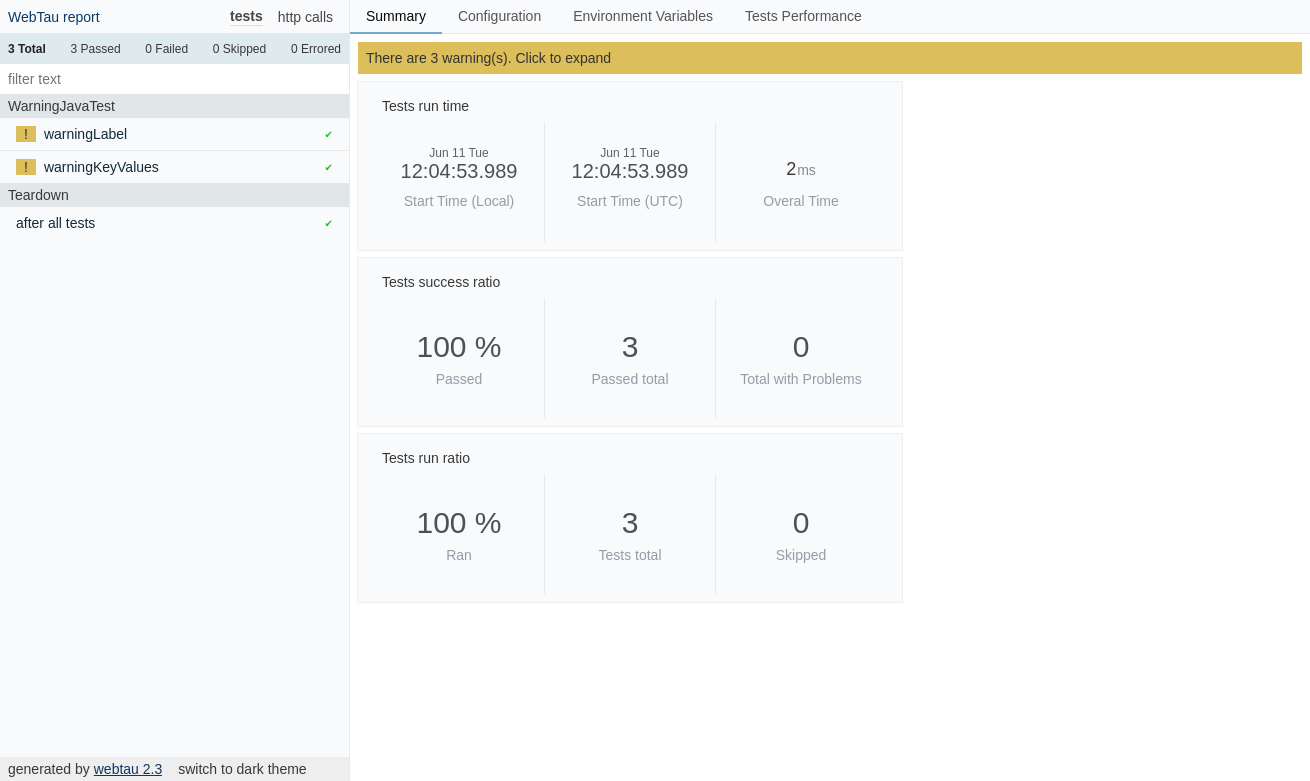 WebTau report
tests http calls
3 Total 3 Passed 0 Failed 0 Skipped 0 Errored
filter text
WarningJavaTest
! warningLabel ✔
! warningKeyValues ✔
Teardown
after all tests ✔
generated by webtau 2.3 switch to dark theme
Summary Configuration Environment Variables Tests Performance
There are 3 warning(s). Click to expand
Tests run time
Jun 11 Tue
12:04:53.989
Start Time (Local)
Jun 11 Tue
12:04:53.989
Start Time (UTC)
2 ms
Overal Time
Tests success ratio
100 %
Passed
3
Passed total
0
Total with Problems
Tests run ratio
100 %
Ran
3
Tests total
0
Skipped